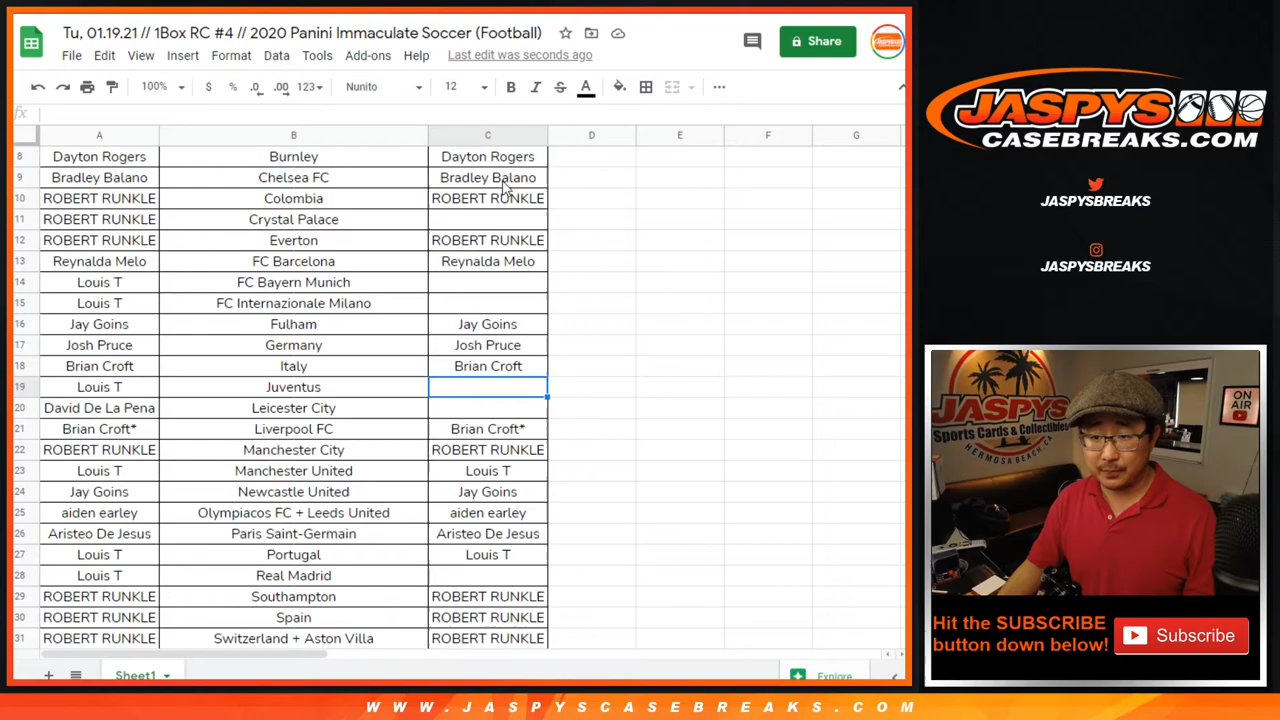 Tu, 01.19.21 // 1Box RC #4 // 2020 Panini Immaculate Soccer (Football)
File Edit View Insert Format Data Tools Add-ons Help Last edit was seconds ago
Share
100% $ % .0 .00 123 Nunito 12 B I S A
fx
A B C D E F G
8 Dayton Rogers Burnley Dayton Rogers
9 Bradley Balano Chelsea FC Bradley Balano
10 ROBERT RUNKLE Colombia ROBERT RUNKLE
11 ROBERT RUNKLE Crystal Palace
12 ROBERT RUNKLE Everton ROBERT RUNKLE
13 Reynalda Melo FC Barcelona Reynalda Melo
14 Louis T FC Bayern Munich
15 Louis T FC Internazionale Milano
16 Jay Goins Fulham Jay Goins
17 Josh Pruce Germany Josh Pruce
18 Brian Croft Italy Brian Croft
19 Louis T Juventus
20 David De La Pena Leicester City
21 Brian Croft* Liverpool FC Brian Croft*
22 ROBERT RUNKLE Manchester City ROBERT RUNKLE
23 Louis T Manchester United Louis T
24 Jay Goins Newcastle United Jay Goins
25 aiden earley Olympiacos FC + Leeds United aiden earley
26 Aristeo De Jesus Paris Saint-Germain Aristeo De Jesus
27 Louis T Portugal Louis T
28 Louis T Real Madrid
29 ROBERT RUNKLE Southampton ROBERT RUNKLE
30 ROBERT RUNKLE Spain ROBERT RUNKLE
31 ROBERT RUNKLE Switzerland + Aston Villa ROBERT RUNKLE
Sheet1
Explore
JASPYS
CASEBREAKS.COM
JASPYSBREAKS
JASPYSBREAKS
JASPYS
Sports Cards & Collectibles
HERMOSA BEACH, CA
ON
AIR
Hit the SUBSCRIBE
button down below!
Subscribe
WWW.JASPYSCASEBREAKS.COM